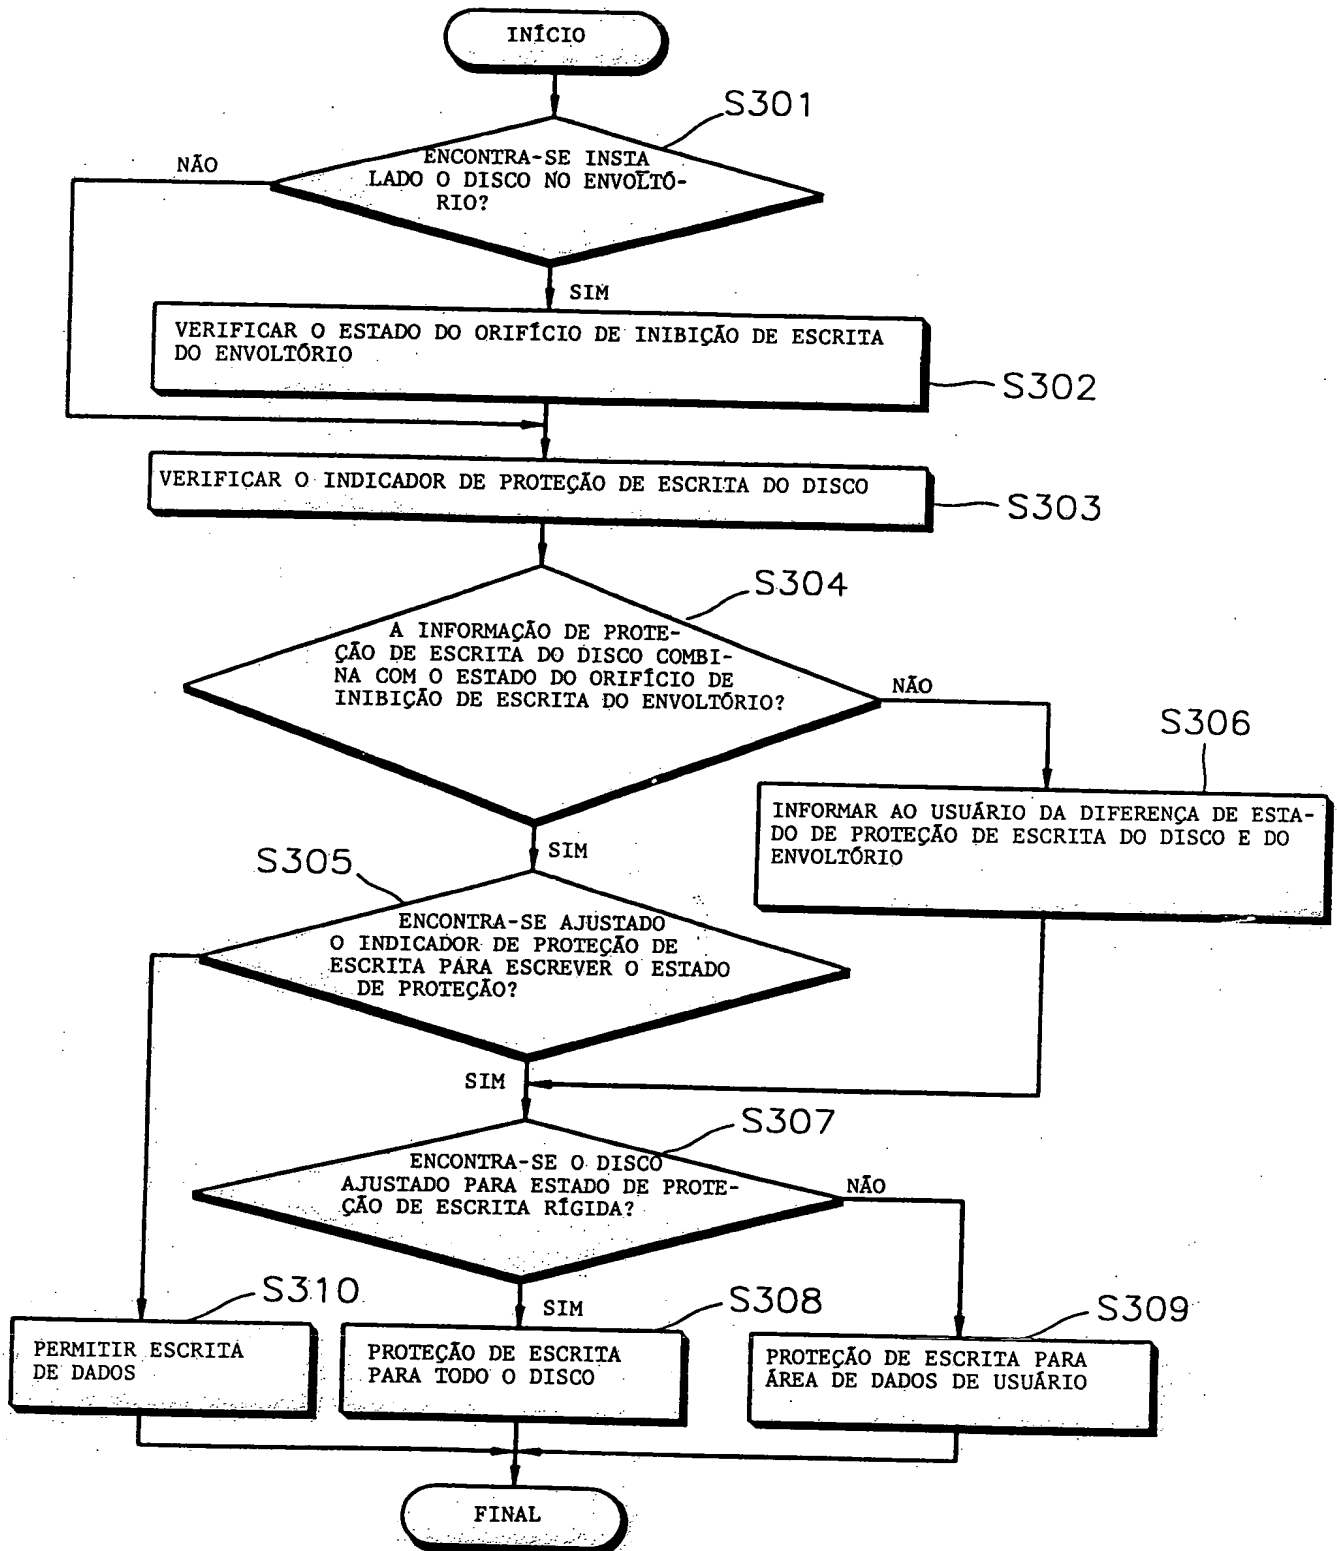 INÍCIO
S301
NÃO
ENCONTRA-SE INSTA
LADO O DISCO NO ENVOLTÓ-
RIO?
SIM
VERIFICAR O ESTADO DO ORIFÍCIO DE INIBIÇÃO DE ESCRITA
DO ENVOLTÓRIO
S302
VERIFICAR O INDICADOR DE PROTEÇÃO DE ESCRITA DO DISCO
S303
S304
A INFORMAÇÃO DE PROTE-
ÇÃO DE ESCRITA DO DISCO COMBI-
NA COM O ESTADO DO ORIFÍCIO DE
INIBIÇÃO DE ESCRITA DO ENVOLTÓRIO?
NÃO
S306
INFORMAR AO USUÁRIO DA DIFERENÇA DE ESTA-
DO DE PROTEÇÃO DE ESCRITA DO DISCO E DO
ENVOLTÓRIO
SIM
S305
ENCONTRA-SE AJUSTADO
O INDICADOR DE PROTEÇÃO DE
ESCRITA PARA ESCREVER O ESTADO
DE PROTEÇÃO?
SIM
S307
ENCONTRA-SE O DISCO
AJUSTADO PARA ESTADO DE PROTE-
ÇÃO DE ESCRITA RÍGIDA?
NÃO
S310
SIM
S308
S309
PERMITIR ESCRITA
DE DADOS
PROTEÇÃO DE ESCRITA
PARA TODO O DISCO
PROTEÇÃO DE ESCRITA PARA
ÁREA DE DADOS DE USUÁRIO
FINAL